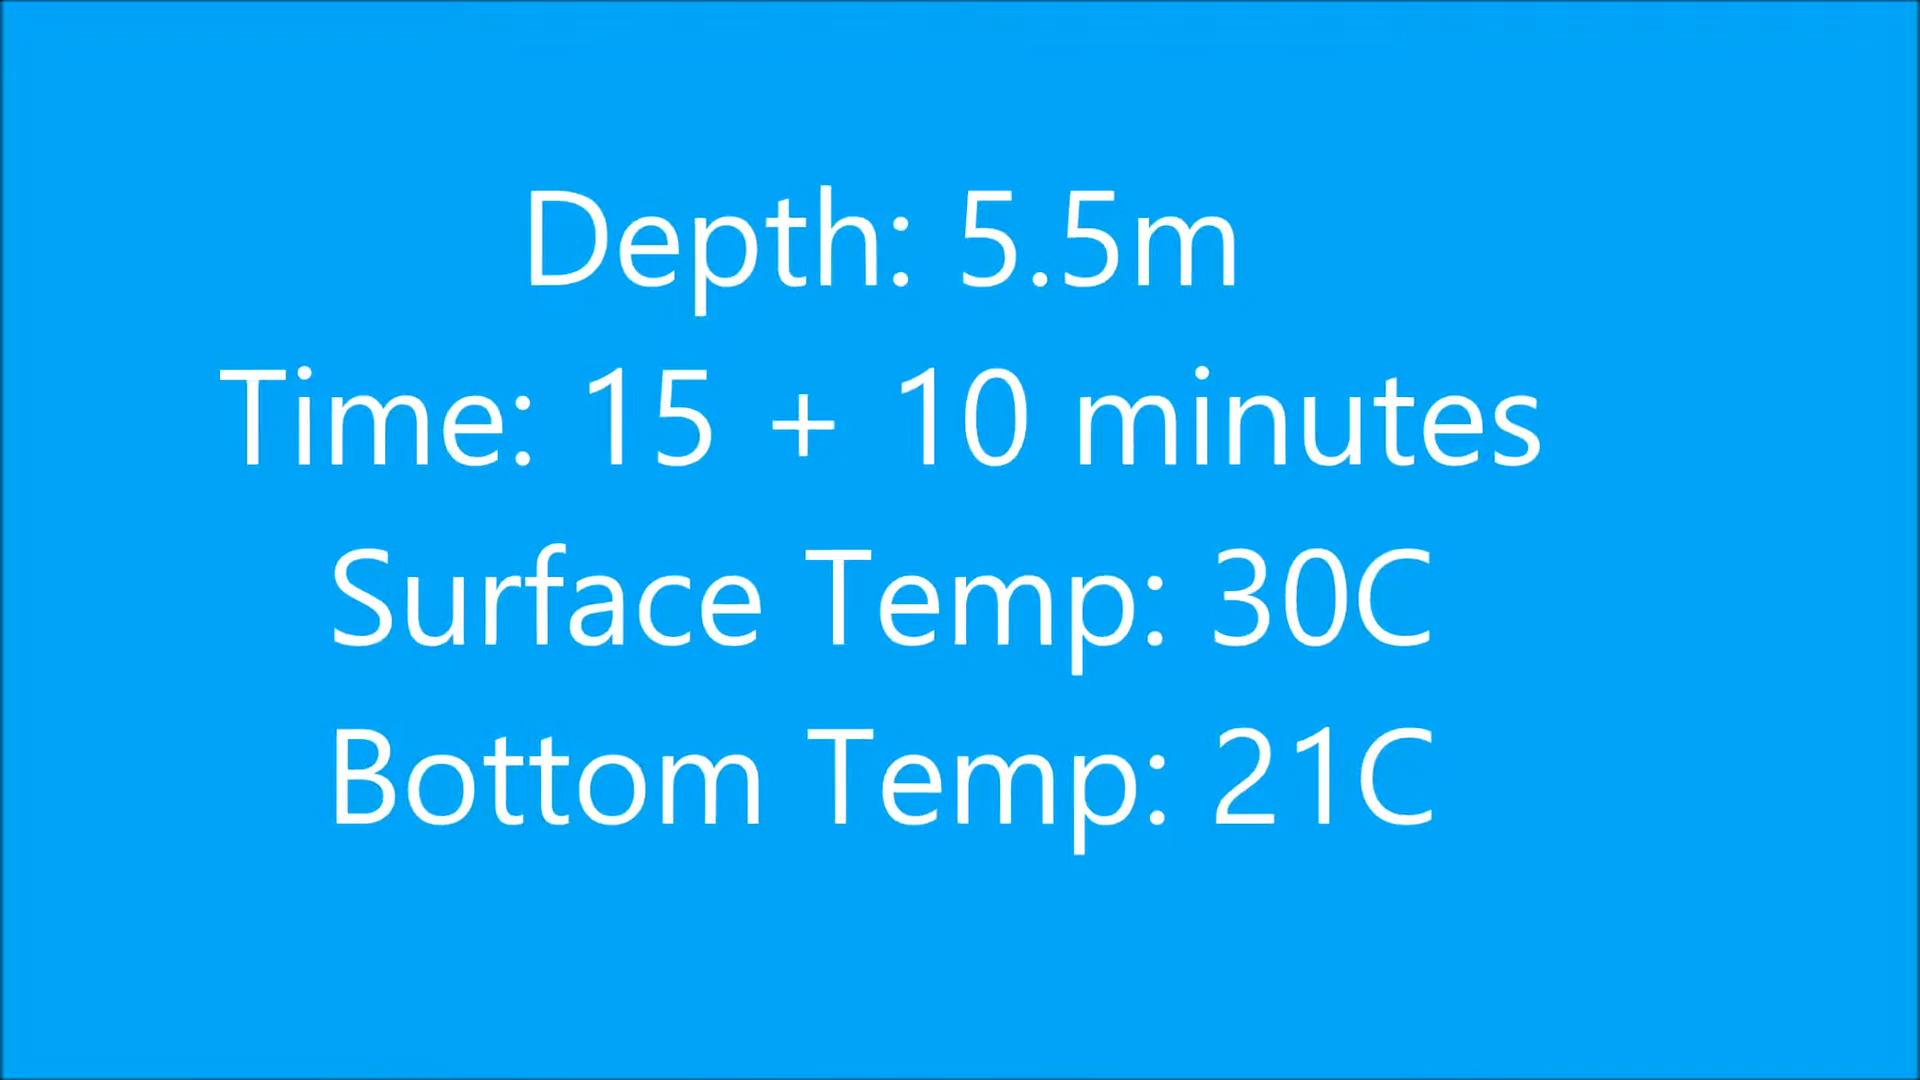 Depth: 5.5m
Time: 15 + 10 minutes
Surface Temp: 30C
Bottom Temp: 21C